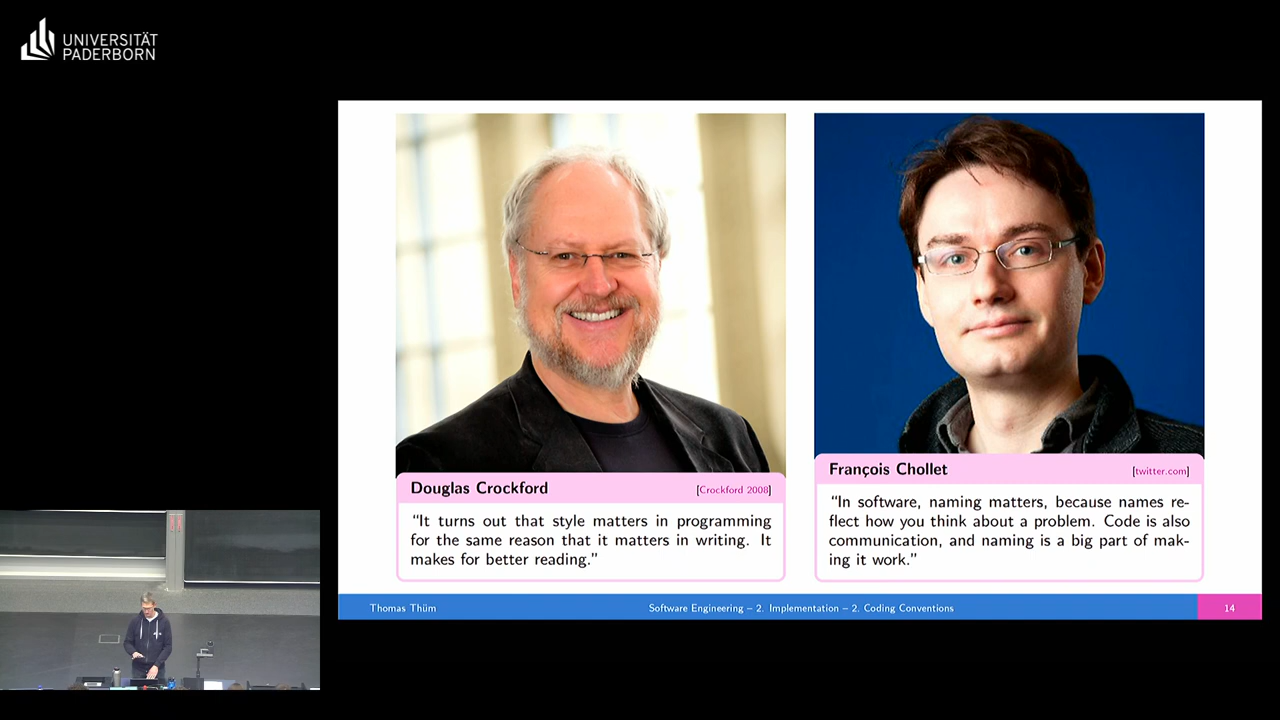 UNIVERSITÄT
PADERBORN
Douglas Crockford [Crockford 2008]
“It turns out that style matters in programming
for the same reason that it matters in writing. It
makes for better reading.”
François Chollet [twitter.com]
“In software, naming matters, because names re-
flect how you think about a problem. Code is also
communication, and naming is a big part of mak-
ing it work.”
Thomas Thüm Software Engineering – 2. Implementation – 2. Coding Conventions 14